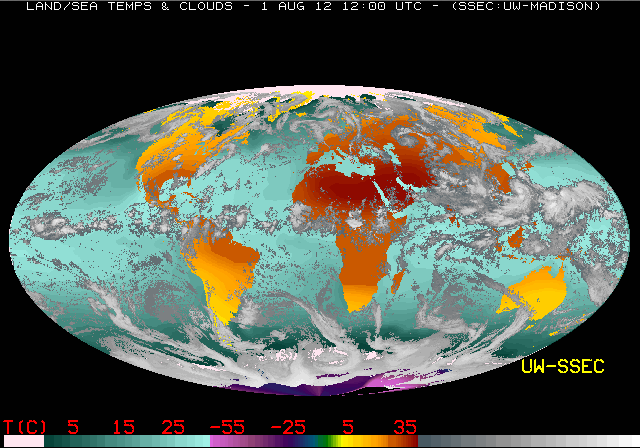 LAND/SEA TEMPS & CLOUDS - 1 AUG 12 12:00 UTC - (SSEC:UW-MADISON)
UW-SSEC
T(C) 5 15 25 -55 -25 5 35